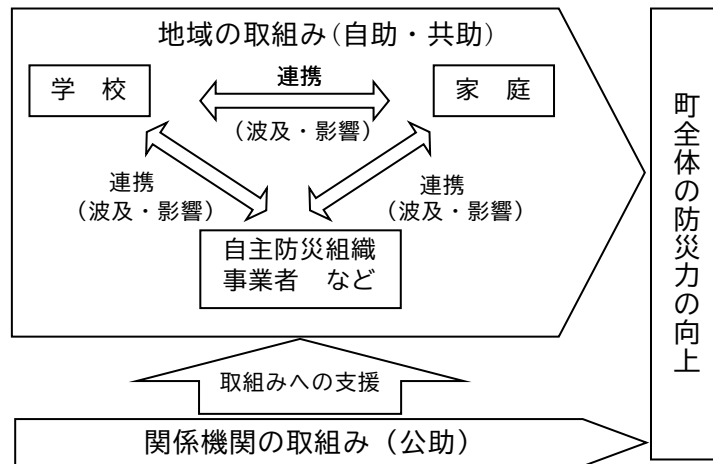 地域の取組み（自助・共助）
学　校
連携
家　庭
（波及・影響）
連携
（波及・影響）
連携
（波及・影響）
自主防災組織
事業者　など
取組みへの支援
関係機関の取組み（公助）
町全体の防災力の向上